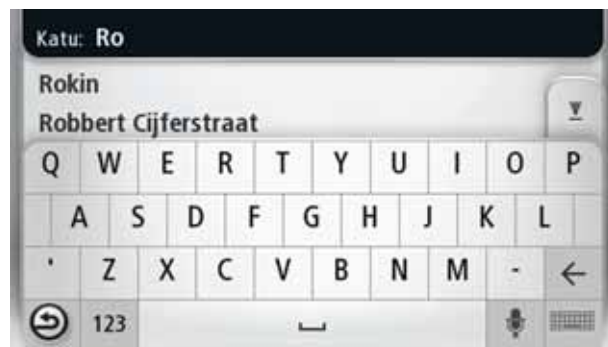 Katu: Ro
Rokin
Robbert Cijferstraat
Q W E R T Y U I O P
A S D F G H J K L
' Z X C V B N M -
123